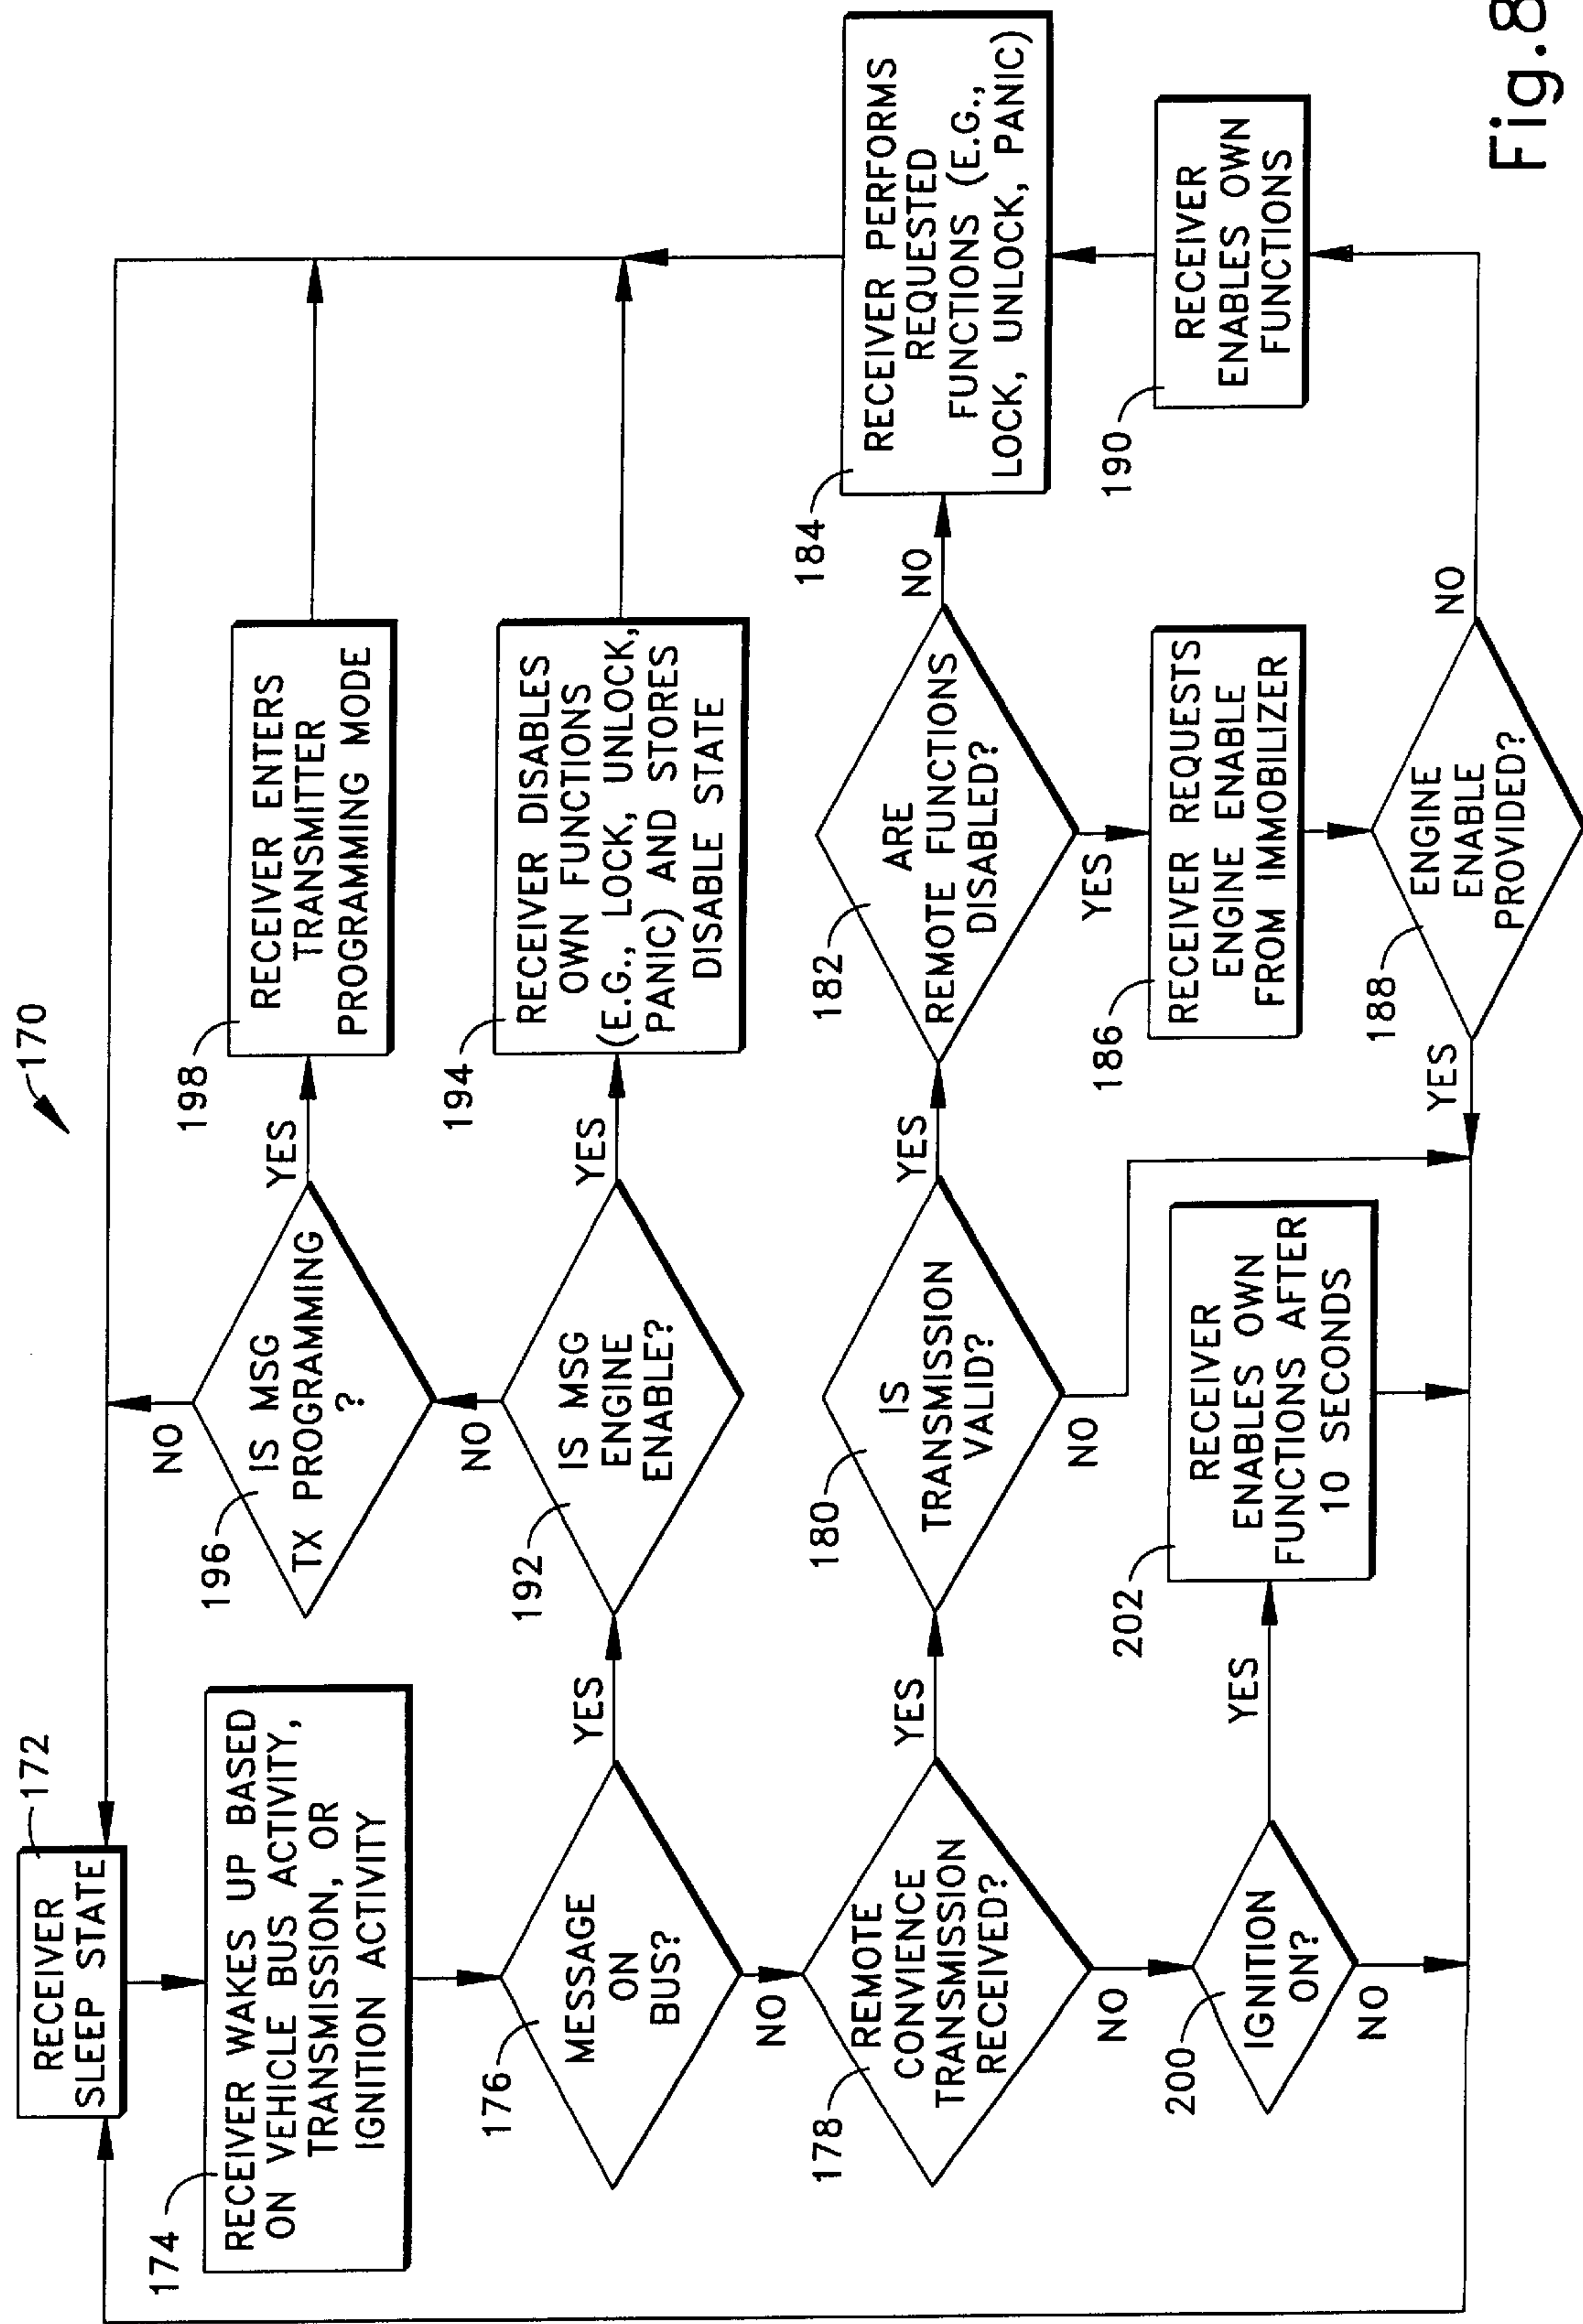 170
RECEIVER
SLEEP STATE
172
174
RECEIVER WAKES UP BASED
ON VEHICLE BUS ACTIVITY,
TRANSMISSION, OR
IGNITION ACTIVITY
196
IS MSG
TX PROGRAMMING
?
NO
YES
198
RECEIVER ENTERS
TRANSMITTER
PROGRAMMING MODE
176
MESSAGE
ON
BUS?
YES
NO
192
IS MSG
ENGINE
ENABLE?
NO
YES
194
RECEIVER DISABLES
OWN FUNCTIONS
(E.G., LOCK, UNLOCK,
PANIC) AND STORES
DISABLE STATE
178
REMOTE
CONVIENCE
TRANSMISSION
RECEIVED?
YES
NO
180
IS
TRANSMISSION
VALID?
YES
NO
182
ARE
REMOTE FUNCTIONS
DISABLED?
NO
YES
184
RECEIVER PERFORMS
REQUESTED
FUNCTIONS (E.G.,
LOCK, UNLOCK, PANIC)
200
IGNITION
ON?
YES
NO
202
RECEIVER
ENABLES OWN
FUNCTIONS AFTER
10 SECONDS
186
RECEIVER REQUESTS
ENGINE ENABLE
FROM IMMOBILIZER
190
RECEIVER
ENABLES OWN
FUNCTIONS
188
ENGINE
ENABLE
PROVIDED?
YES
NO
Fig.8